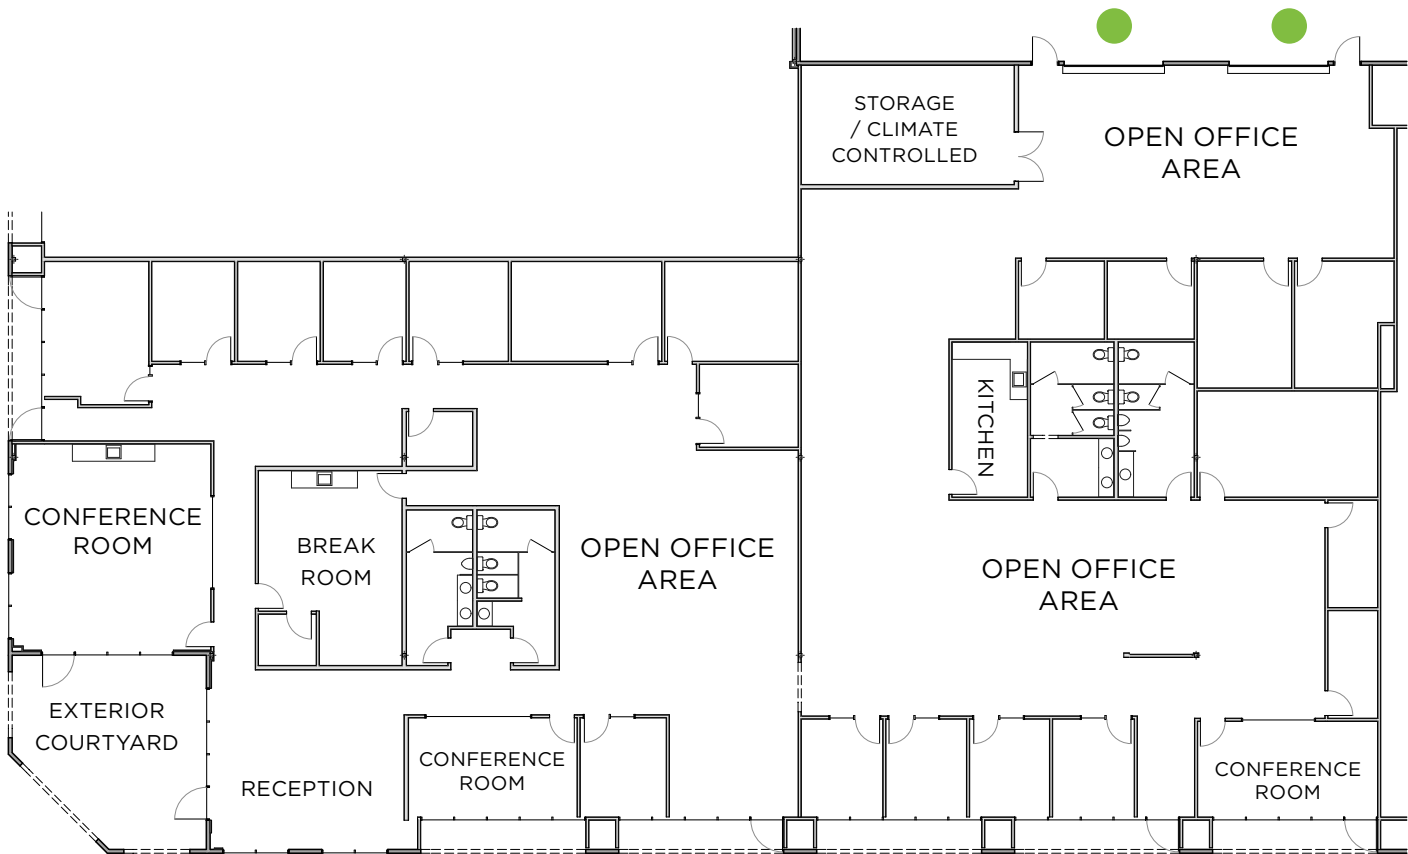 STORAGE
/ CLIMATE
CONTROLLED
OPEN OFFICE
AREA
KITCHEN
CONFERENCE
ROOM
BREAK
ROOM
OPEN OFFICE
AREA
OPEN OFFICE
AREA
EXTERIOR
COURTYARD
RECEPTION
CONFERENCE
ROOM
CONFERENCE
ROOM